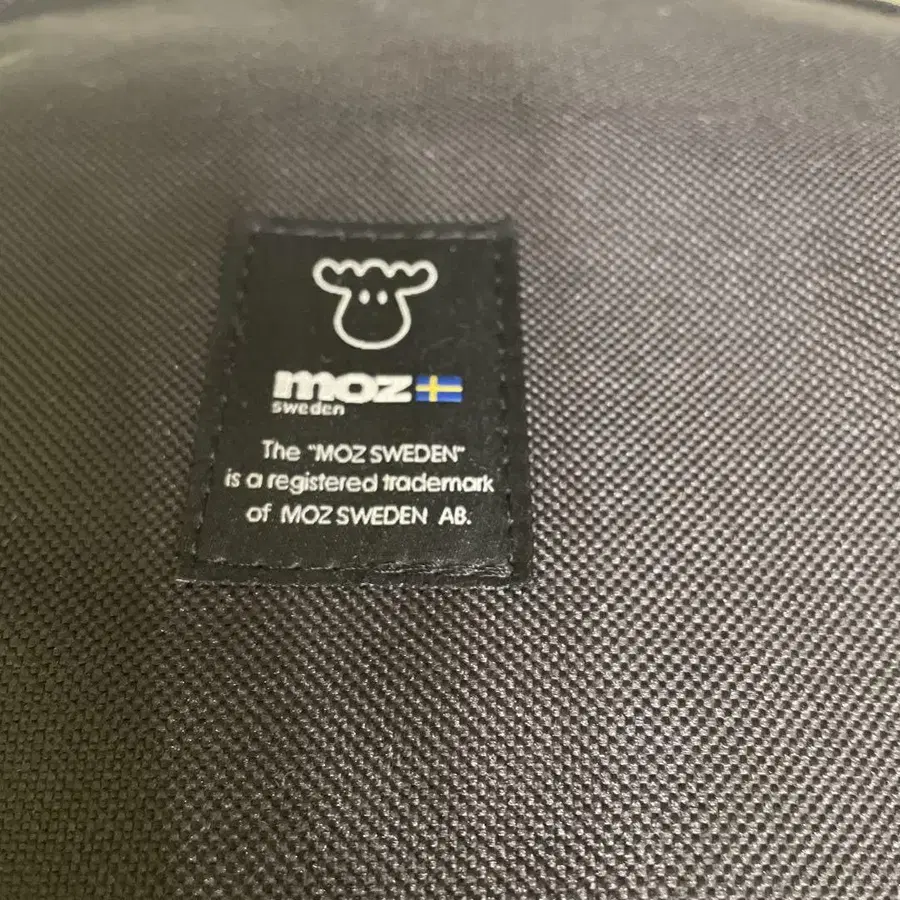 moz
sweden
The "MOZ SWEDEN"
is a registered trademark
of MOZ SWEDEN AB.